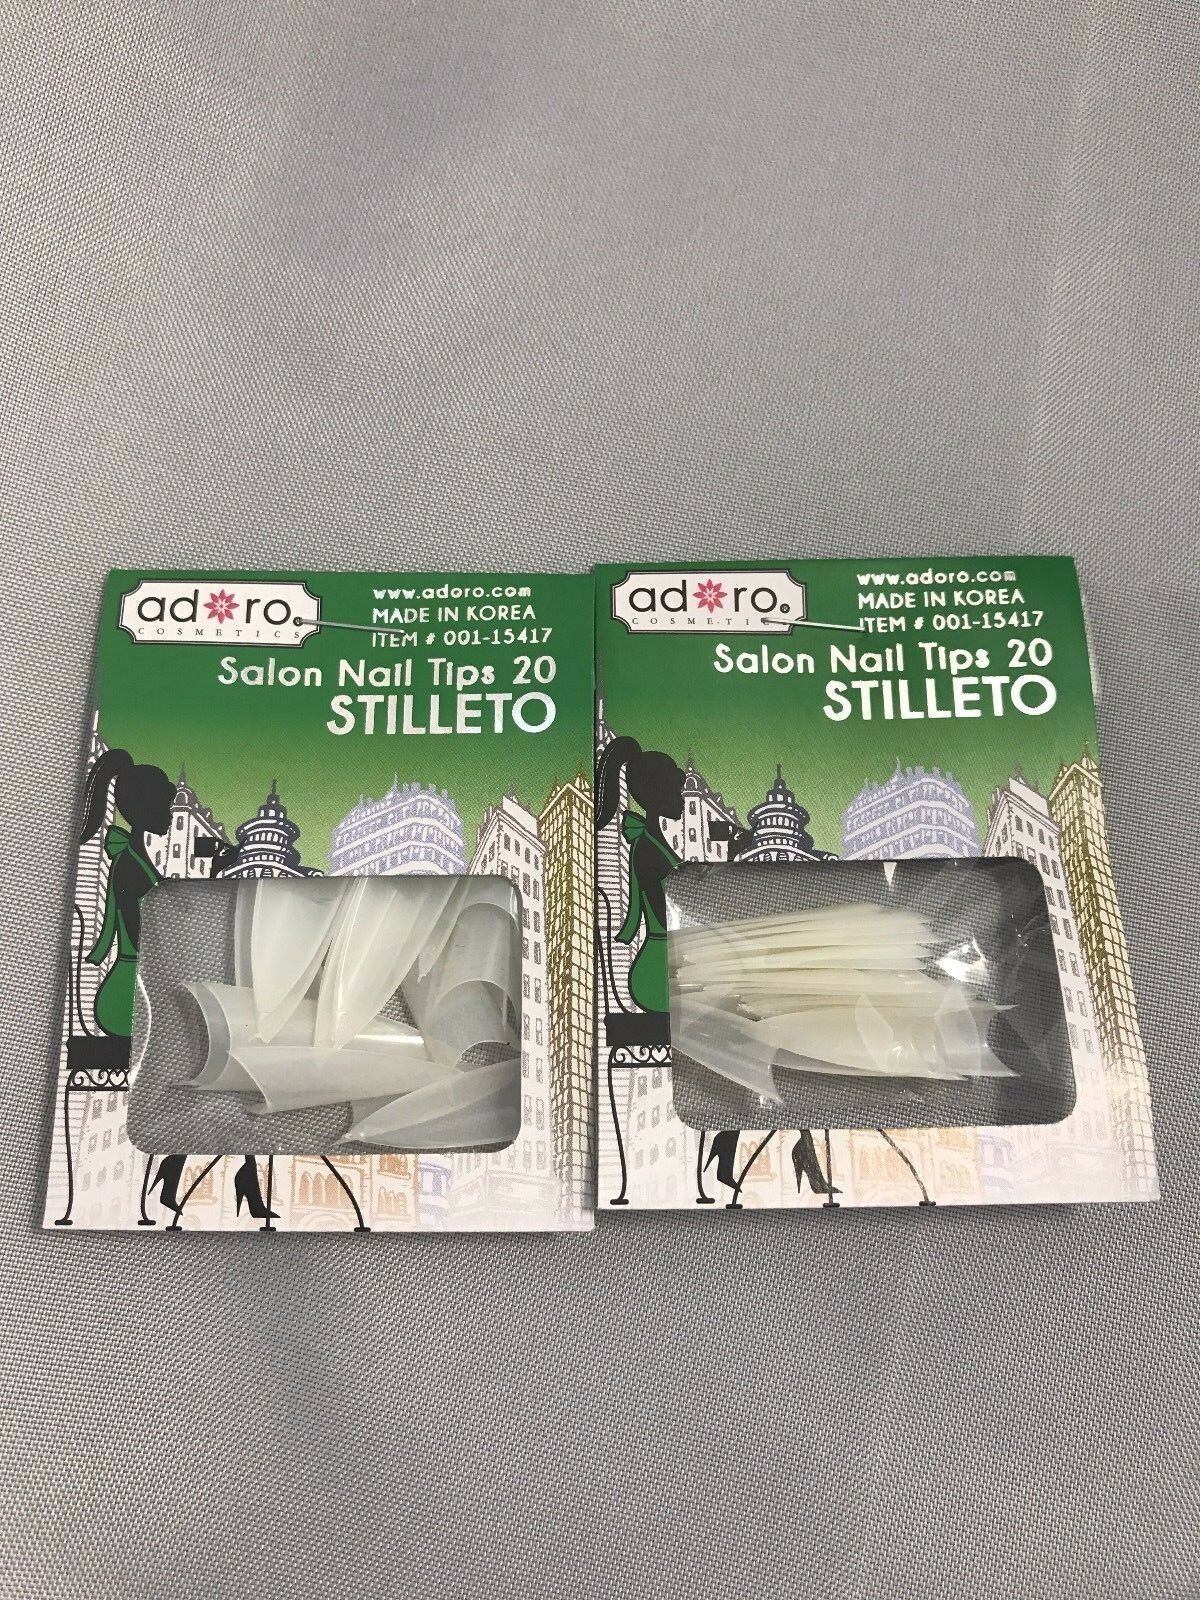 adoro.
COSMETICS
www.adoro.com
MADE IN KOREA
ITEM # 001-15417
Salon Nail Tips 20
STILLETO
adoro.
www.adoro.com
MADE IN KOREA
ITEM # 001-15417
Salon Nail Tips 20
STILLETO